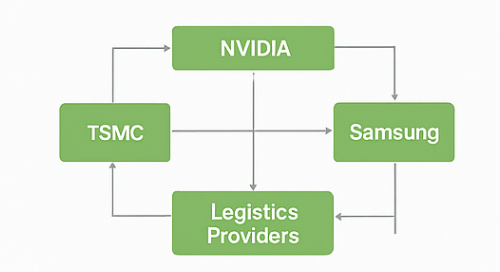 NVIDIA
TSMC
Samsung
Legistics
Providers